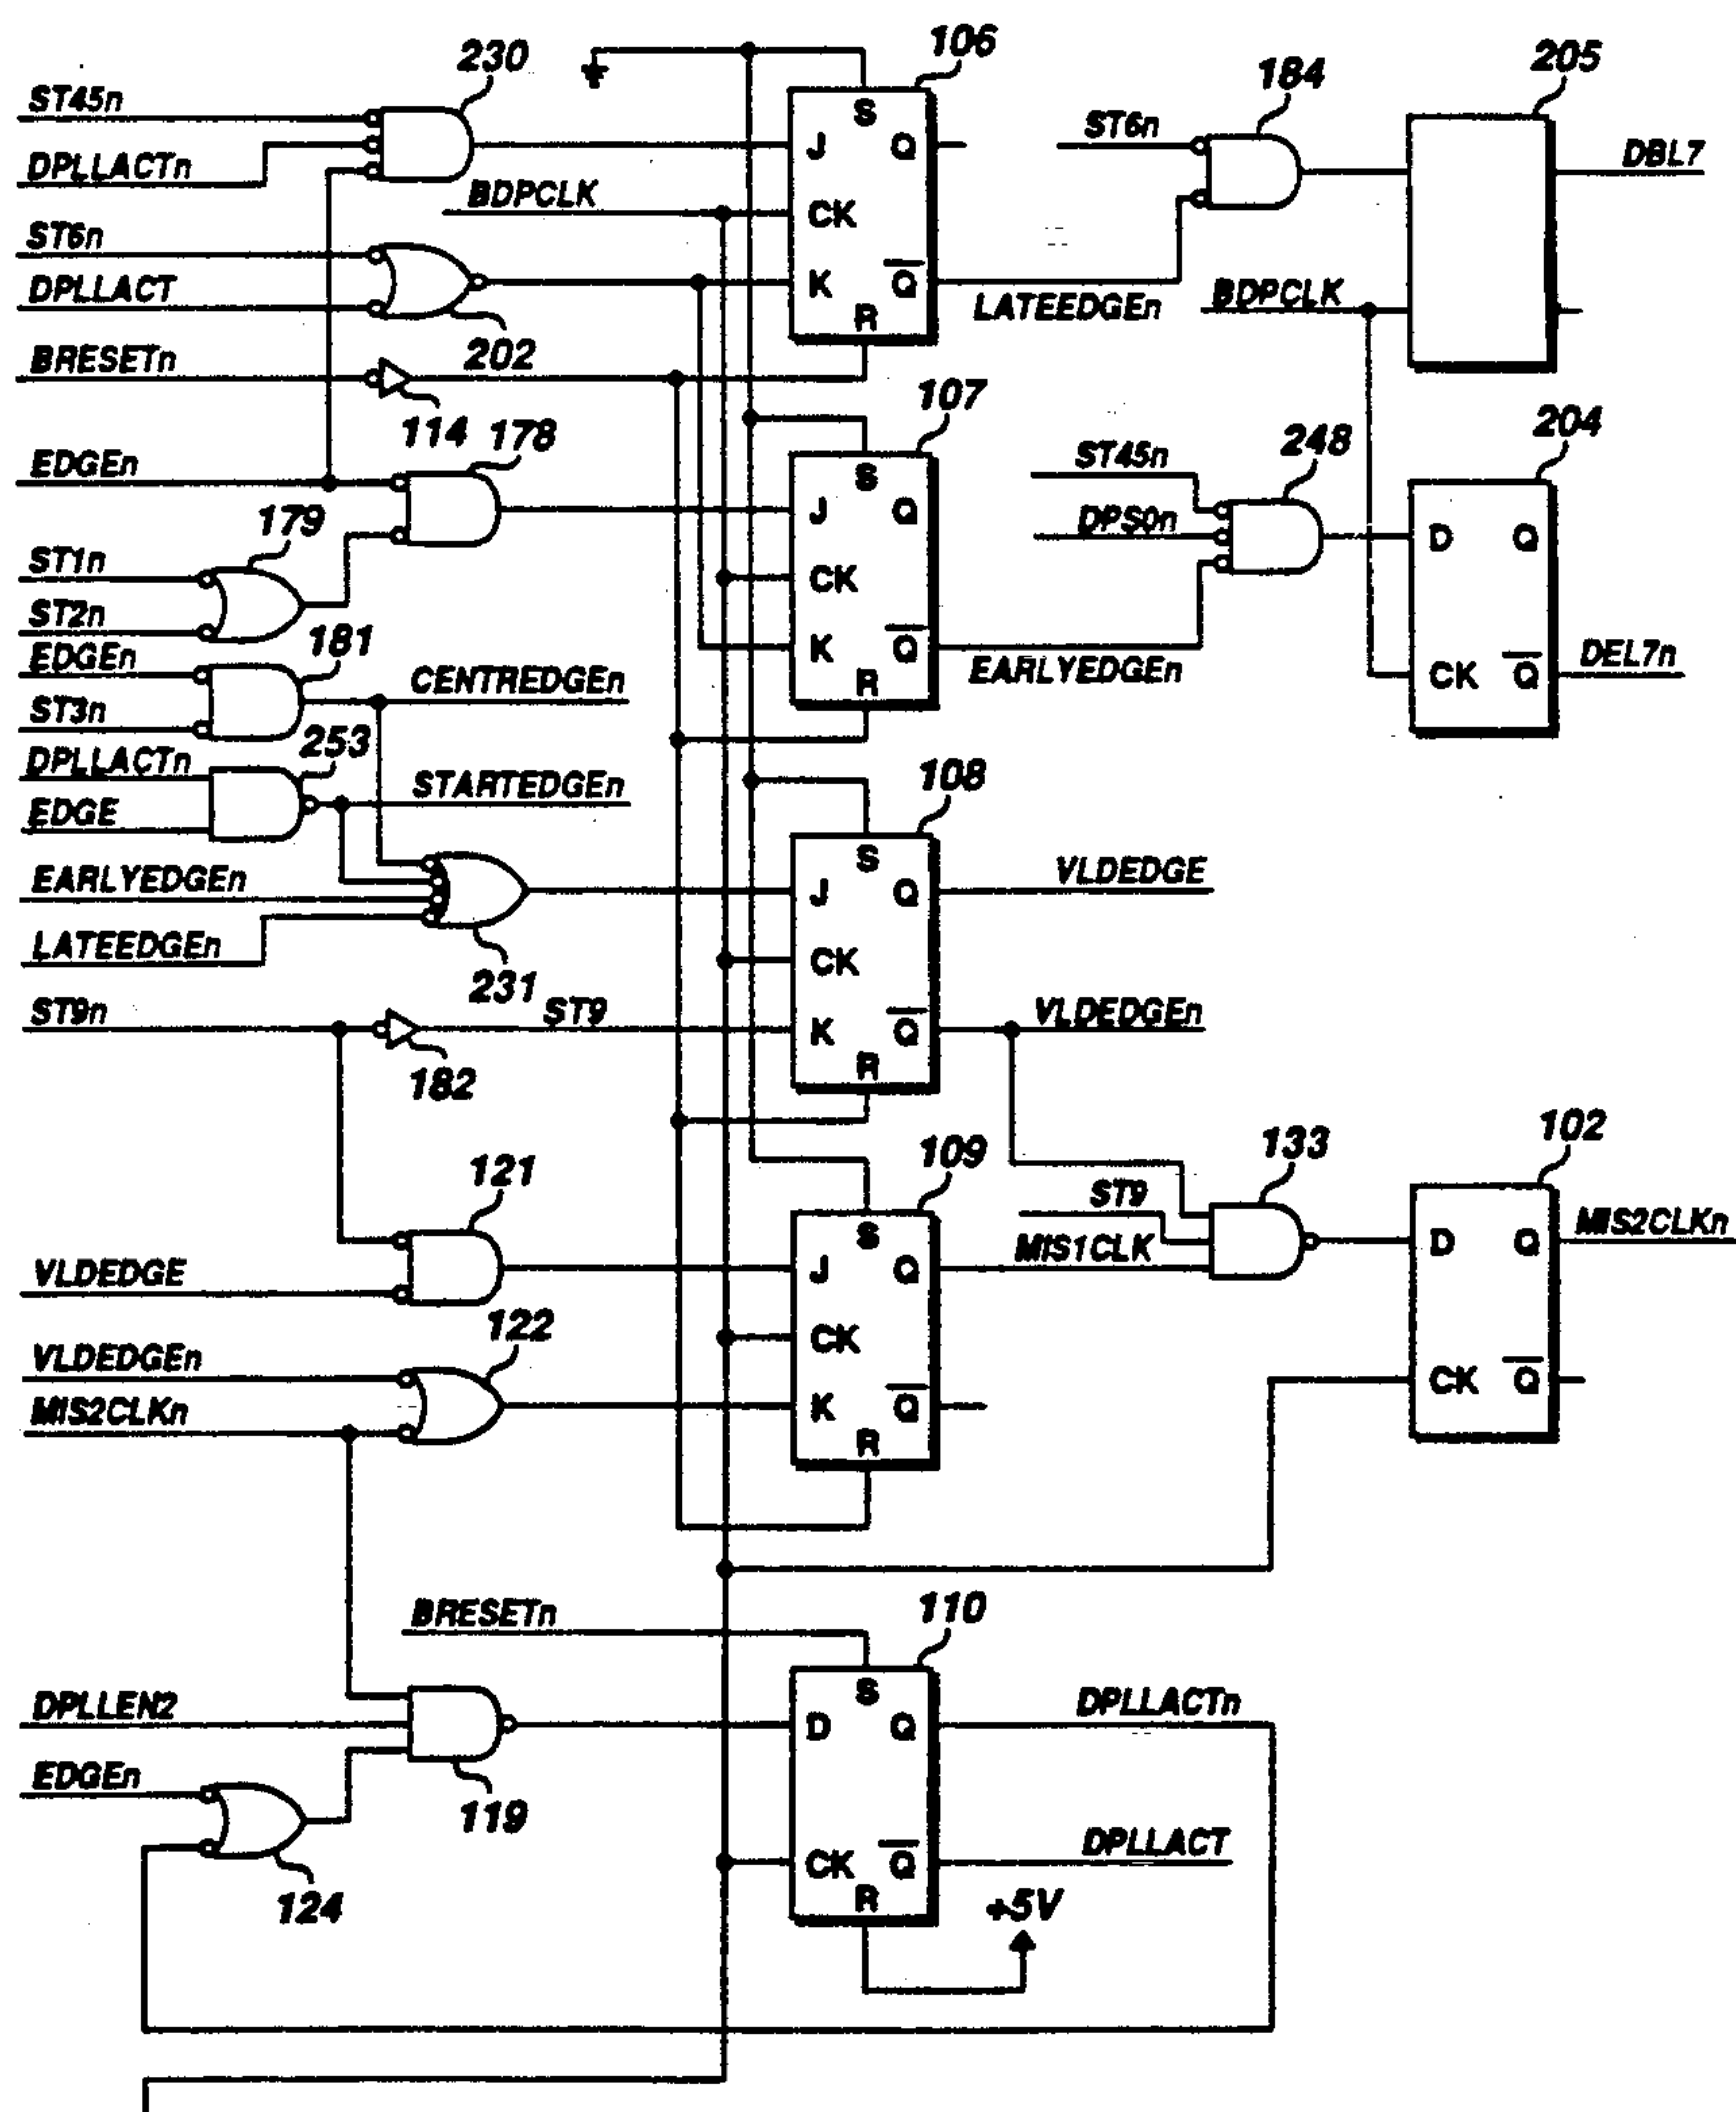 230
106
184
205
ST45n
DPLLACTn
BDPCLK
ST6n
DPLLACT
202
BRESETn
114
S
J Q
CK
K Q
R
ST6n
LATEEDGEn
DBL7
BDPCLK
107
178
EDGEn
179
ST1n
ST2n
S
J Q
CK
K Q
R
ST45n
248
204
DPS0n
EARLYEDGEn
D Q
CK Q
DEL7n
EDGEn
181
CENTREDGEn
ST3n
253
DPLLACTn
STARTEDGEn
EDGE
108
EARLYEDGEn
LATEEDGEn
231
S
J Q
CK
K Q
R
VLDEDGE
VLDEDGEn
ST9n
ST9
182
121
109
133
102
VLDEDGE
122
S
J Q
CK
K Q
R
ST9
MIS1CLK
D Q
CK Q
MIS2CLKn
VLDEDGEn
MIS2CLKn
BRESETn
110
DPLLEN2
119
EDGEn
124
S
D Q
CK Q
R
DPLLACTn
DPLLACT
+5V